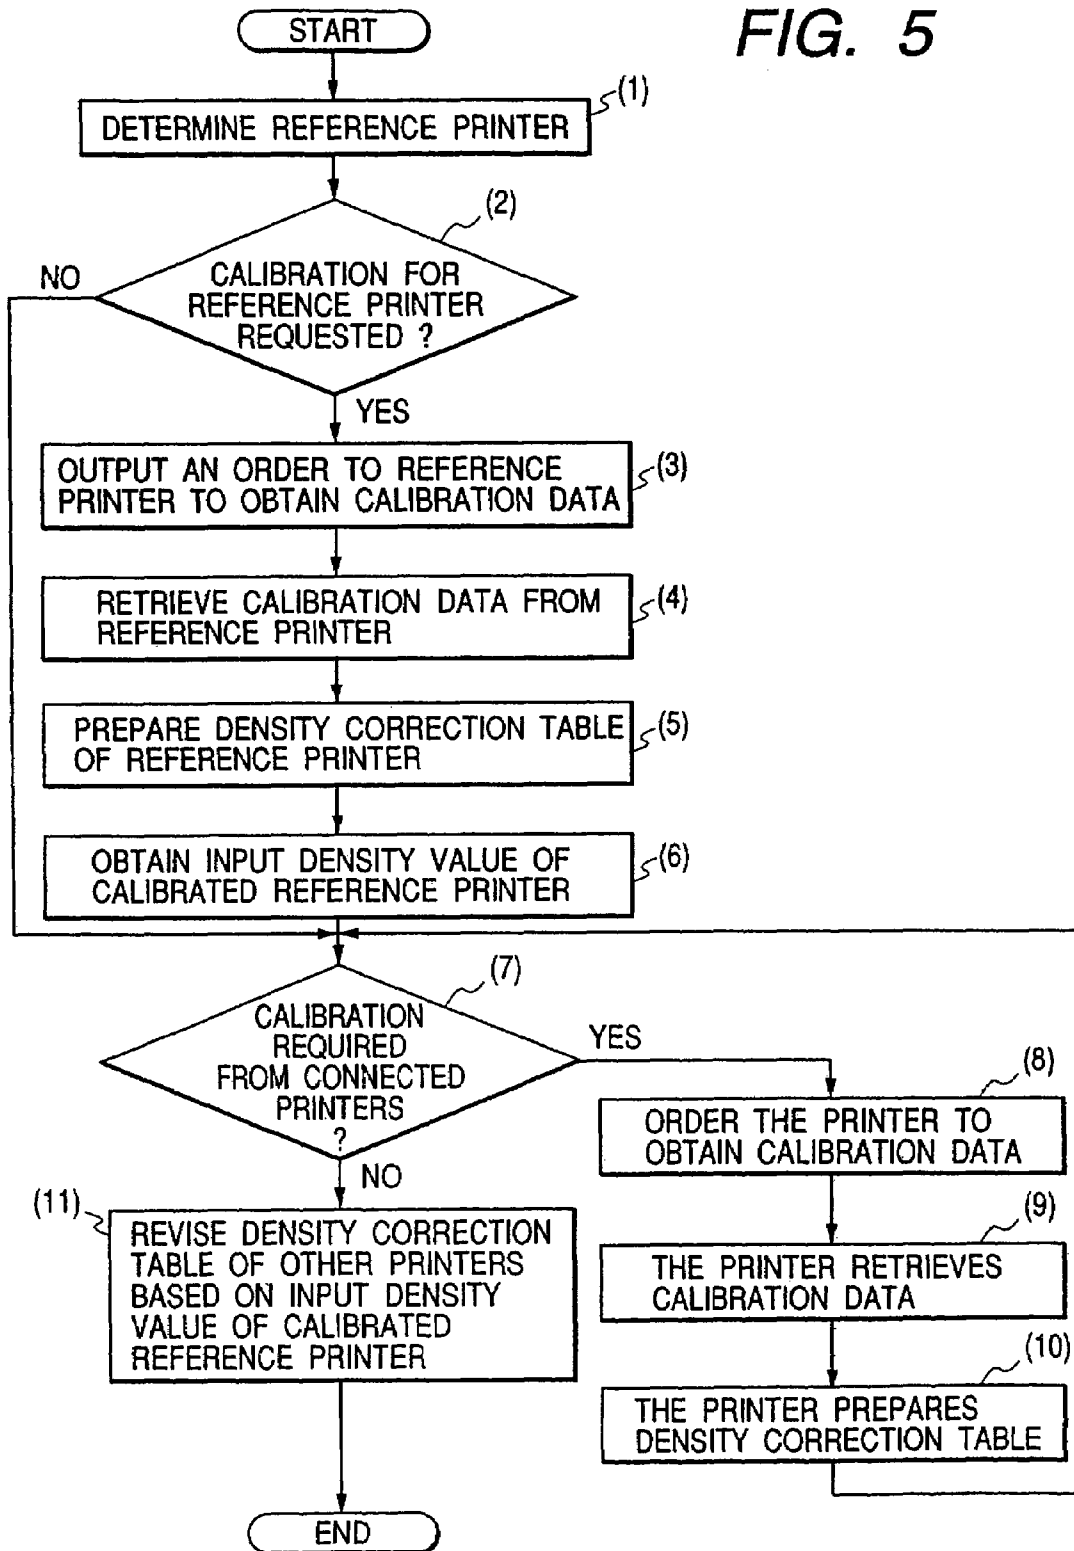 FIG. 5
START
(1)
DETERMINE REFERENCE PRINTER
(2)
NO
CALIBRATION FOR
REFERENCE PRINTER
REQUESTED ?
YES
OUTPUT AN ORDER TO REFERENCE
PRINTER TO OBTAIN CALIBRATION DATA
(3)
RETRIEVE CALIBRATION DATA FROM
REFERENCE PRINTER
(4)
PREPARE DENSITY CORRECTION TABLE
OF REFERENCE PRINTER
(5)
OBTAIN INPUT DENSITY VALUE OF
CALIBRATED REFERENCE PRINTER
(6)
(7)
CALIBRATION
REQUIRED
FROM CONNECTED
PRINTERS
?
YES
NO
(8)
ORDER THE PRINTER TO
OBTAIN CALIBRATION DATA
(9)
THE PRINTER RETRIEVES
CALIBRATION DATA
(10)
THE PRINTER PREPARES
DENSITY CORRECTION TABLE
(11)
REVISE DENSITY CORRECTION
TABLE OF OTHER PRINTERS
BASED ON INPUT DENSITY
VALUE OF CALIBRATED
REFERENCE PRINTER
END